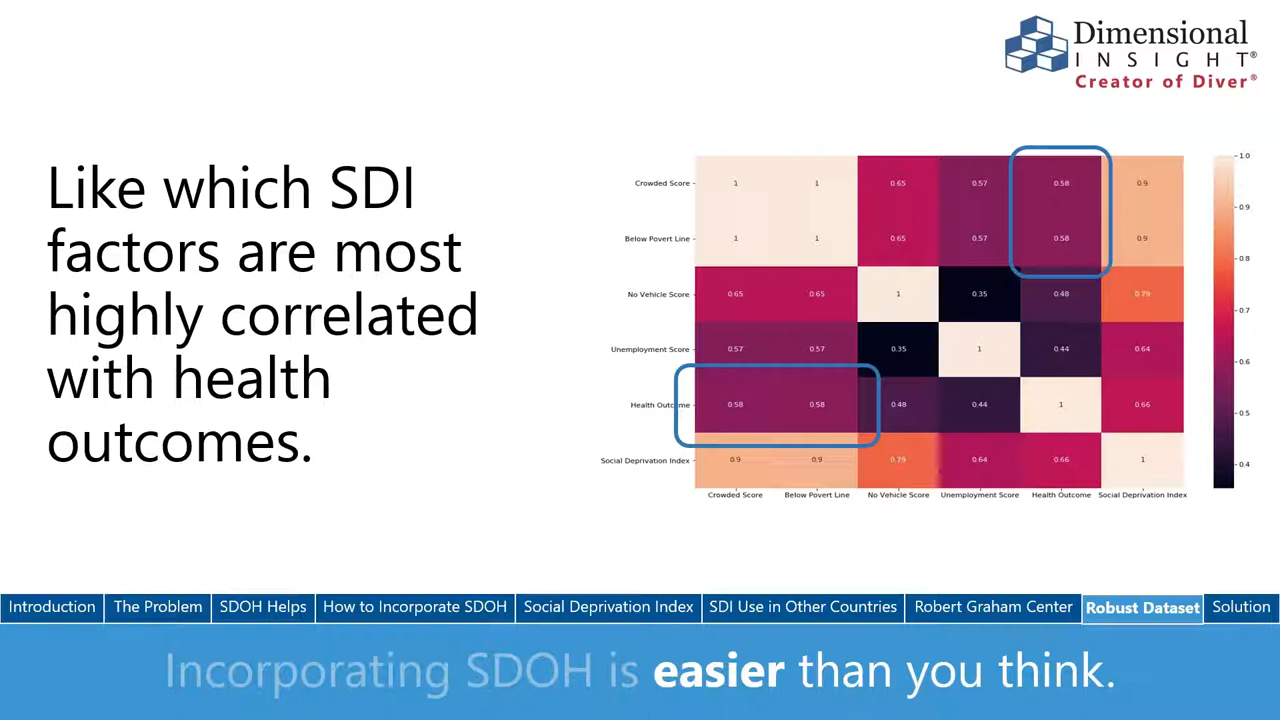 Dimensional
INSIGHT®
Creator of Diver®
Like which SDI
factors are most
highly correlated
with health
outcomes.
Crowded Score 1 1 0.65 0.57 0.58 0.9
Below Povert Line 1 1 0.65 0.57 0.58 0.9
No Vehicle Score 0.65 0.65 1 0.35 0.48 0.79
Unemployment Score 0.57 0.57 0.35 1 0.44 0.64
Health Outcome 0.58 0.58 0.48 0.44 1 0.66
Social Deprivation Index 0.9 0.9 0.79 0.64 0.66 1
Crowded Score Below Povert Line No Vehicle Score Unemployment Score Health Outcome Social Deprivation Index
1.0
0.9
0.8
0.7
0.6
0.5
0.4
Introduction The Problem SDOH Helps How to Incorporate SDOH Social Deprivation Index SDI Use in Other Countries Robert Graham Center Robust Dataset Solution
Incorporating SDOH is easier than you think.